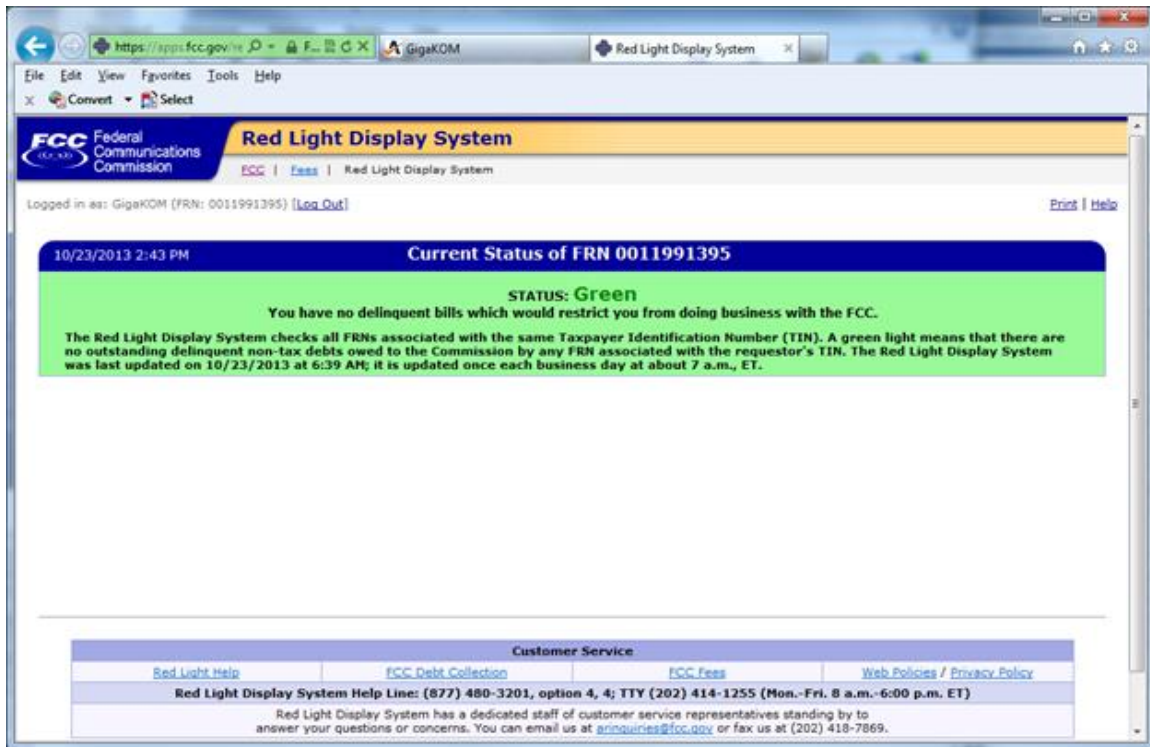 https://apps.fcc.gov/
GigaKOM
Red Light Display System
File Edit View Favorites Tools Help
x Convert Select
FCC Federal Communications Commission
Red Light Display System
FCC | Fees | Red Light Display System
Logged in as: GigaKOM (FRN: 0011991395) [Log Out]
Print | Help
10/23/2013 2:43 PM
Current Status of FRN 0011991395
STATUS: Green
You have no delinquent bills which would restrict you from doing business with the FCC.
The Red Light Display System checks all FRNs associated with the same Taxpayer Identification Number (TIN). A green light means that there are
no outstanding delinquent non-tax debts owed to the Commission by any FRN associated with the requestor's TIN. The Red Light Display System
was last updated on 10/23/2013 at 6:39 AM; it is updated once each business day at about 7 a.m., ET.
Customer Service
Red Light Help
FCC Debt Collection
FCC Fees
Web Policies / Privacy Policy
Red Light Display System Help Line: (877) 480-3201, option 4, 4; TTY (202) 414-1255 (Mon.-Fri. 8 a.m.-6:00 p.m. ET)
Red Light Display System has a dedicated staff of customer service representatives standing by to
answer your questions or concerns. You can email us at arinquiries@fcc.gov or fax us at (202) 418-7869.